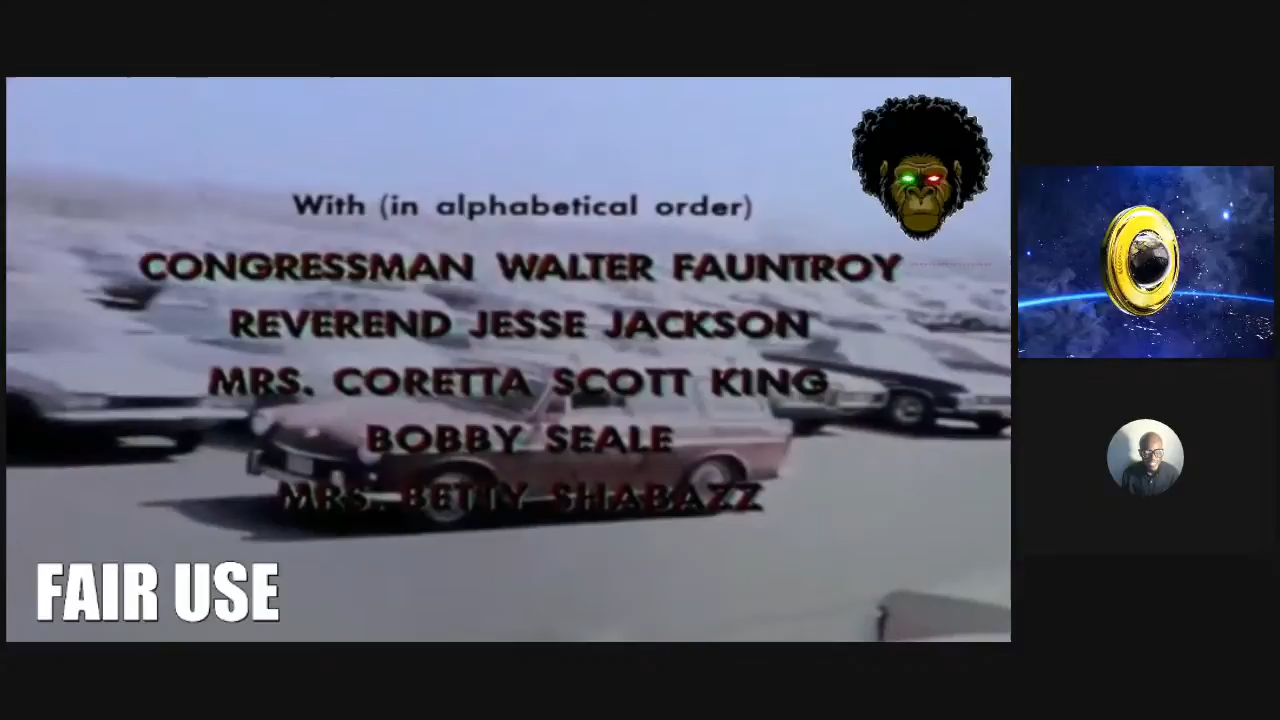 With (in alphabetical order)
CONGRESSMAN WALTER FAUNTROY
REVEREND JESSE JACKSON
MRS. CORETTA SCOTT KING
BOBBY SEALE
MRS. BETTY SHABAZZ
FAIR USE